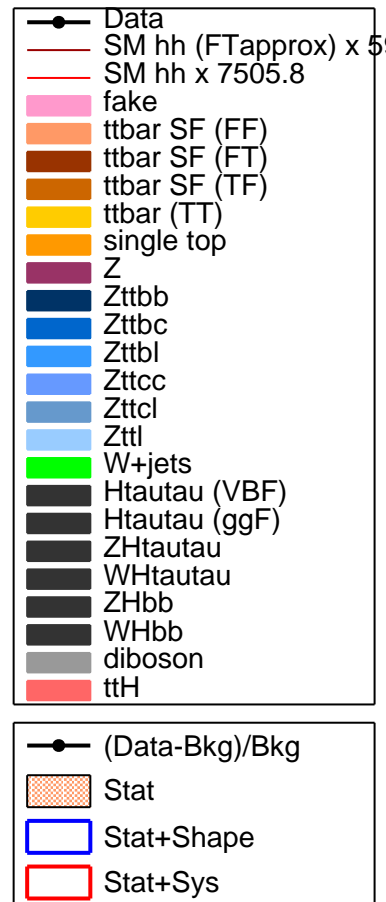 Data
SM hh (FTapprox) x 59
SM hh x 7505.8
fake
ttbar SF (FF)
ttbar SF (FT)
ttbar SF (TF)
ttbar (TT)
single top
Z
Zttbb
Zttbc
Zttbl
Zttcc
Zttcl
Zttl
W+jets
Htautau (VBF)
Htautau (ggF)
ZHtautau
WHtautau
ZHbb
WHbb
diboson
ttH
(Data-Bkg)/Bkg
Stat
Stat+Shape
Stat+Sys